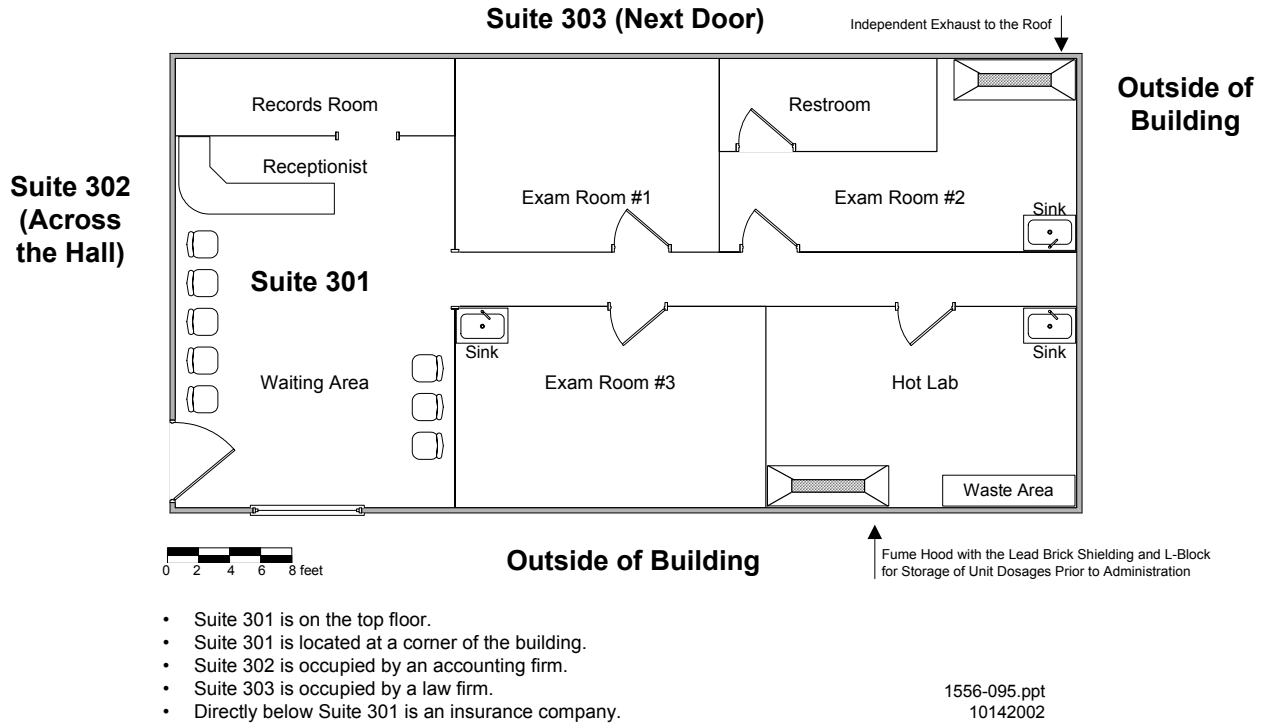 Suite 303 (Next Door)
Independent Exhaust to the Roof
Outside of
Building
Records Room
Restroom
Receptionist
Suite 302
(Across
the Hall)
Exam Room #1
Exam Room #2
Sink
Suite 301
Sink
Sink
Waiting Area
Exam Room #3
Hot Lab
Waste Area
0 2 4 6 8 feet
Outside of Building
Fume Hood with the Lead Brick Shielding and L-Block
for Storage of Unit Dosages Prior to Administration
• Suite 301 is on the top floor.
• Suite 301 is located at a corner of the building.
• Suite 302 is occupied by an accounting firm.
• Suite 303 is occupied by a law firm.
• Directly below Suite 301 is an insurance company.
1556-095.ppt
10142002